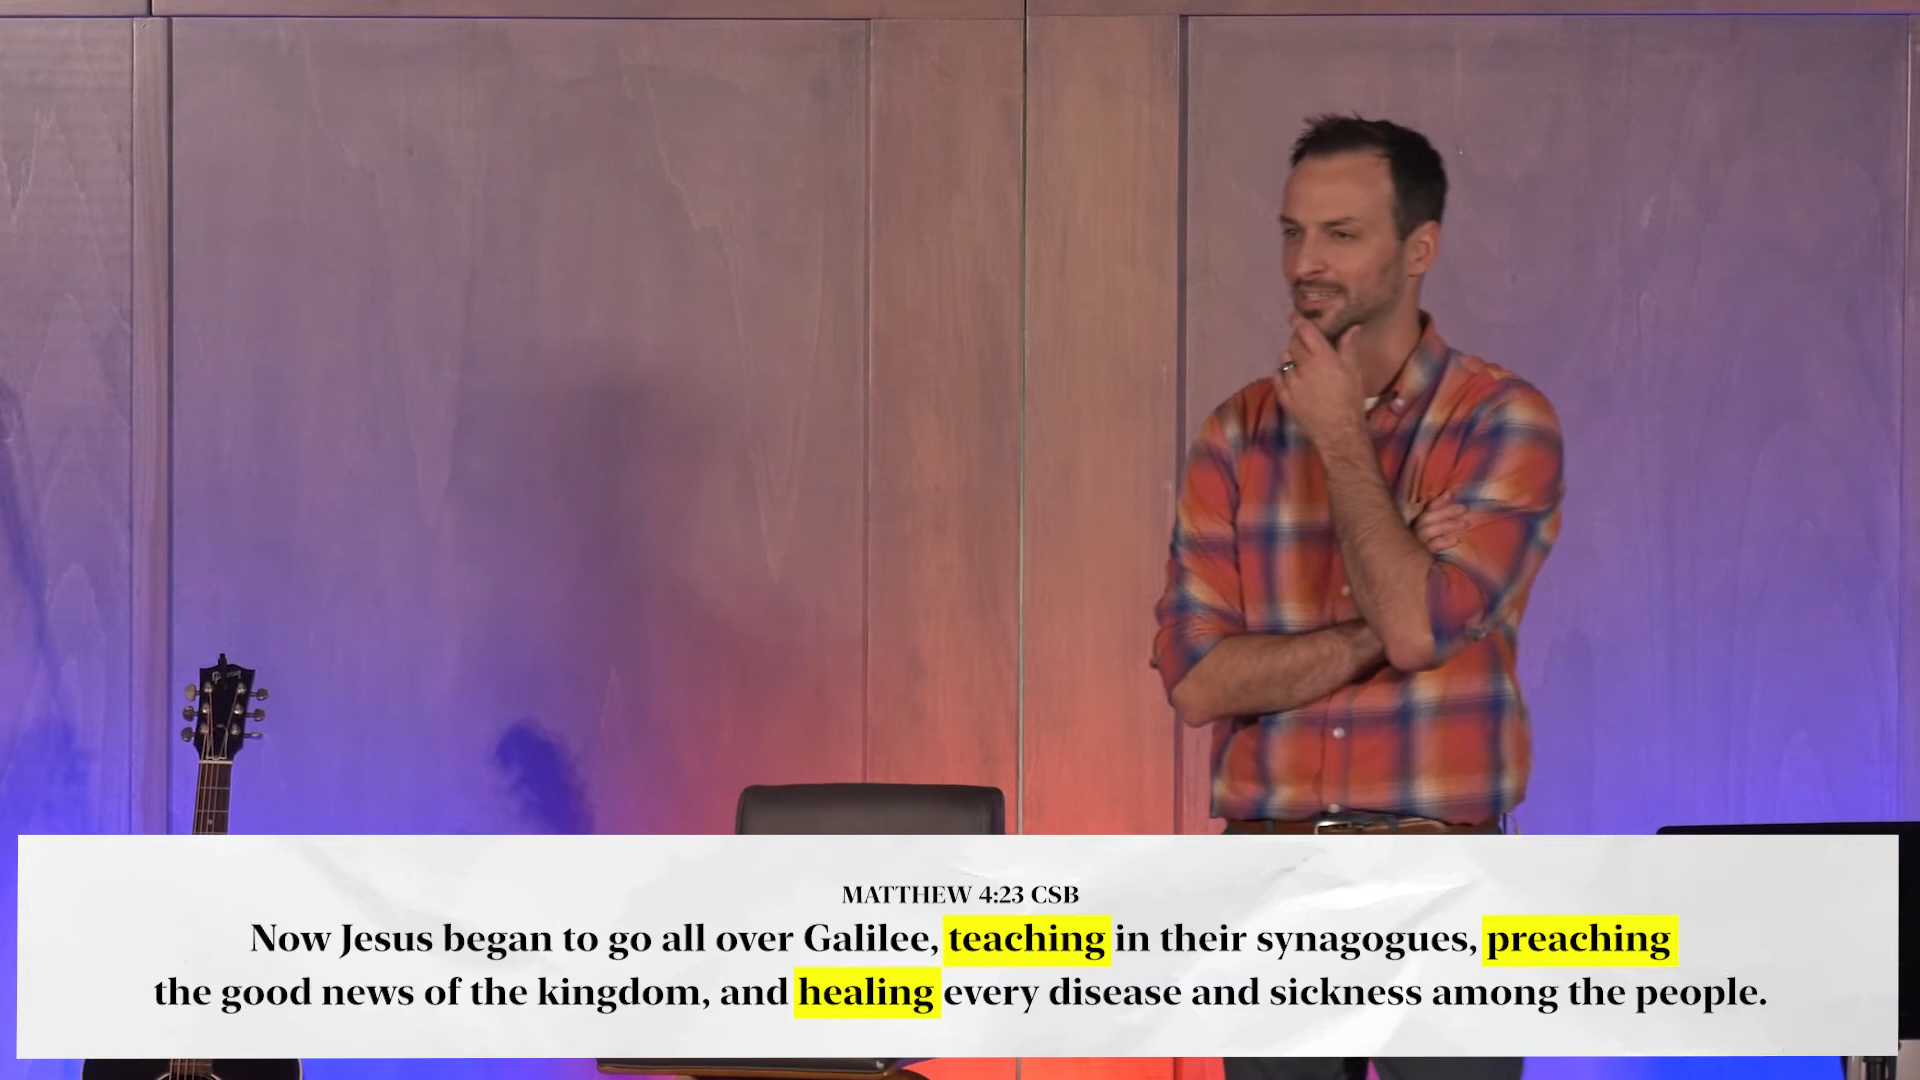 MATTHEW 4:23 CSB
Now Jesus began to go all over Galilee, teaching in their synagogues, preaching
the good news of the kingdom, and healing every disease and sickness among the people.